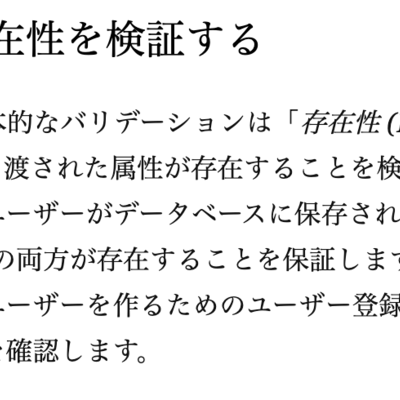 在性を検証する
的なバリデーションは「存在性 (
渡された属性が存在することを検
ーザーがデータベースに保存され
の両方が存在することを保証しま
ーザーを作るためのユーザー登録
確認します。